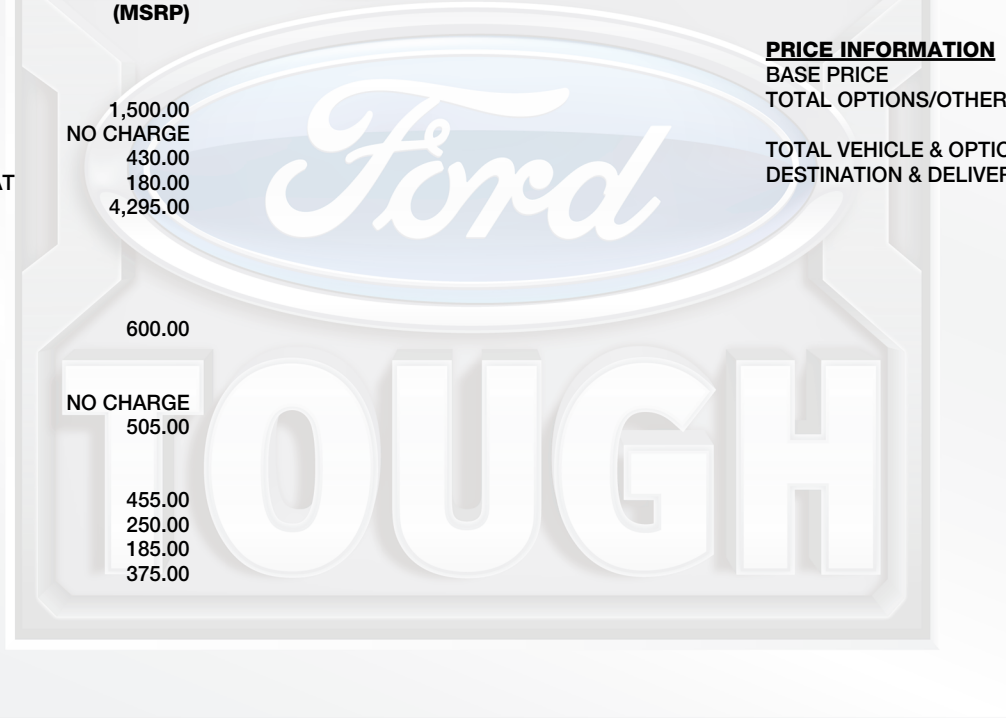 (MSRP)
1,500.00
NO CHARGE
430.00
AT 180.00
4,295.00
600.00
NO CHARGE
505.00
455.00
250.00
185.00
375.00
PRICE INFORMATION
BASE PRICE
TOTAL OPTIONS/OTHER
TOTAL VEHICLE & OPTIO
DESTINATION & DELIVER
Ford
TOUGH